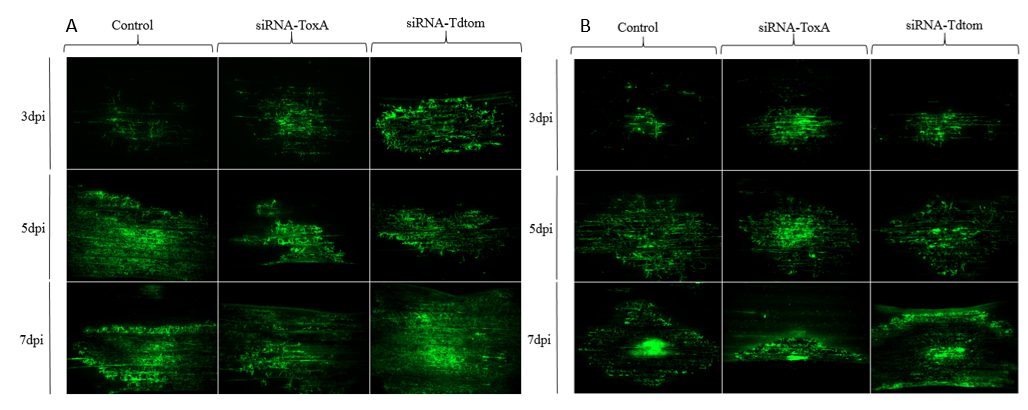 A
Control
siRNA-ToxA
siRNA-Tdtom
3dpi
5dpi
7dpi
B
Control
siRNA-ToxA
siRNA-Tdtom
3dpi
5dpi
7dpi